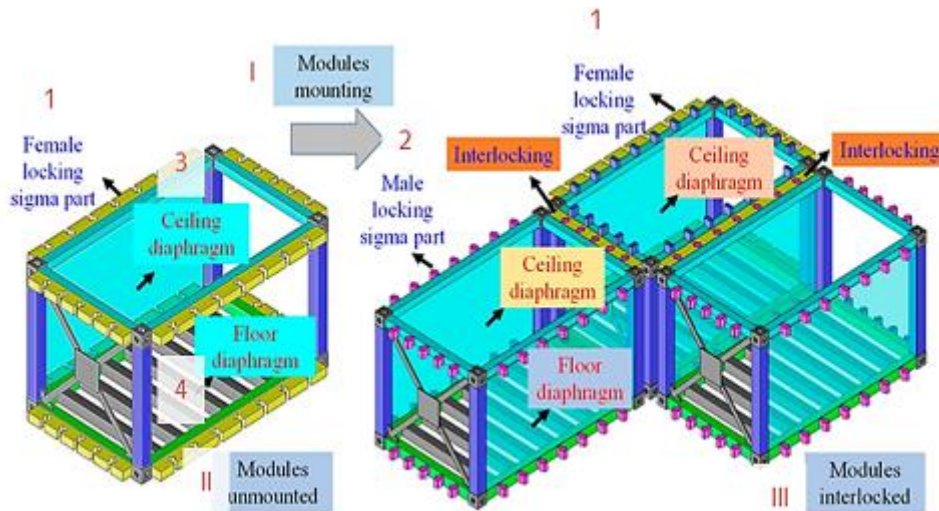 1
I
Modules
mounting
1
Female
locking
sigma part
2
Interlocking
Interlocking
Female
locking
sigma part
3
Ceiling
diaphragm
Male
locking
sigma part
Ceiling
diaphragm
Ceiling
diaphragm
Floor
diaphragm
Floor
diaphragm
4
II
Modules
unmounted
III
Modules
interlocked